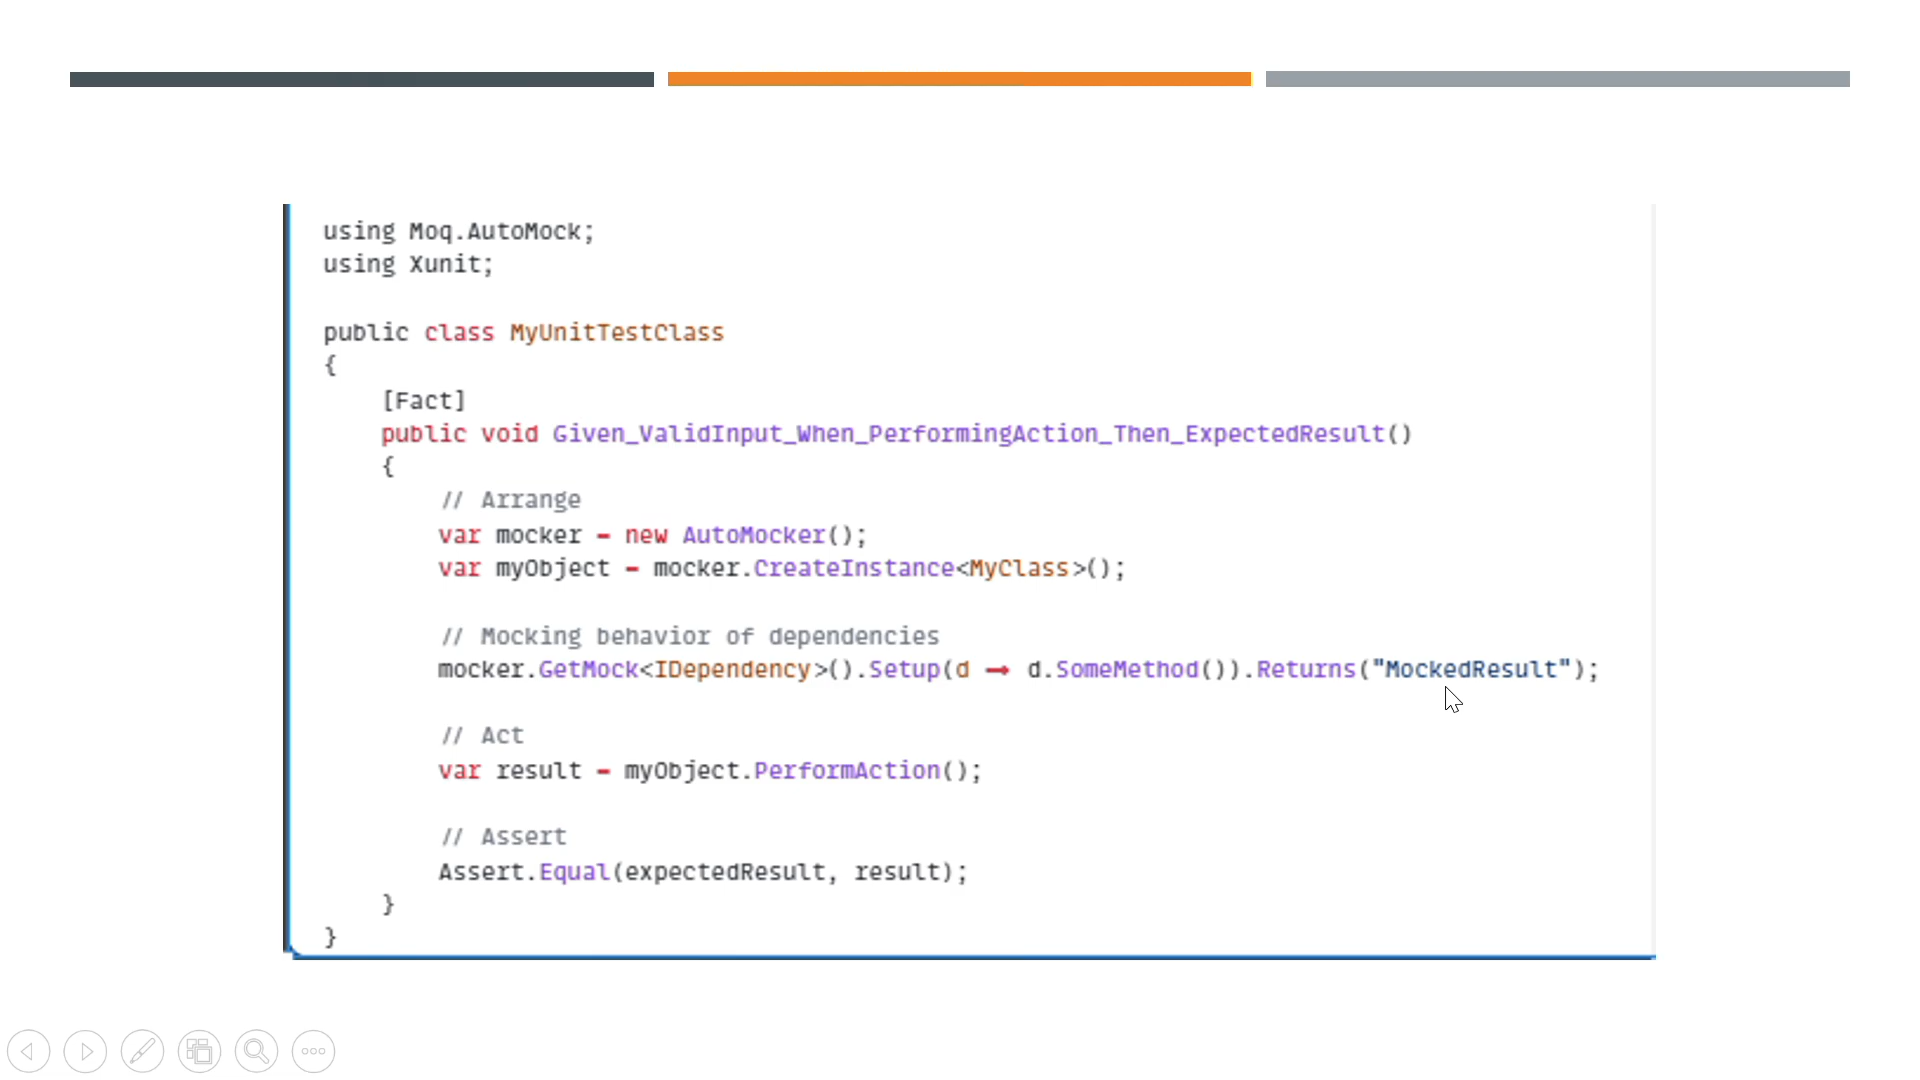 using Moq.AutoMock;
using Xunit;
public class MyUnitTestClass
{
[Fact]
public void Given_ValidInput_When_PerformingAction_Then_ExpectedResult()
{
// Arrange
var mocker = new AutoMocker();
var myObject = mocker.CreateInstance<MyClass>();
// Mocking behavior of dependencies
mocker.GetMock<IDependency>().Setup(d => d.SomeMethod()).Returns("MockedResult");
// Act
var result = myObject.PerformAction();
// Assert
Assert.Equal(expectedResult, result);
}
}